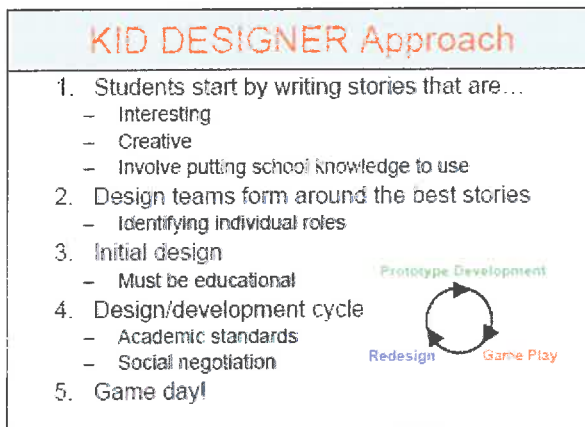 KID DESIGNER Approach
1. Students start by writing stories that are...
– Interesting
– Creative
– Involve putting school knowledge to use
2. Design teams form around the best stories
– Identifying individual roles
3. Initial design
– Must be educational
4. Design/development cycle
– Academic standards
– Social negotiation
5. Game day!
Prototype Development
Redesign
Game Play